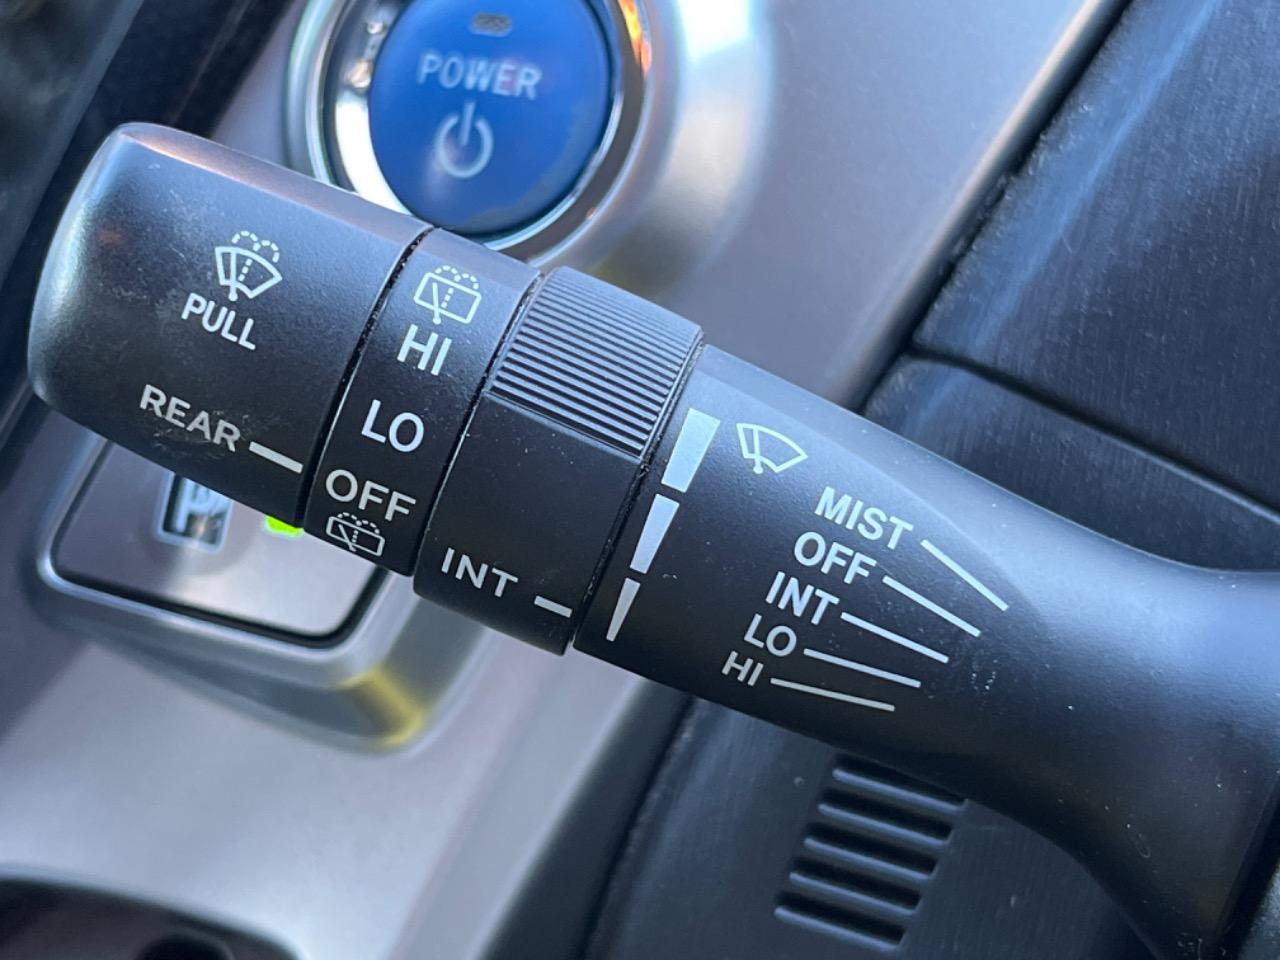 POWER
PULL
REAR
HI
LO
OFF
INT
MIST
OFF
INT
LO
HI
P